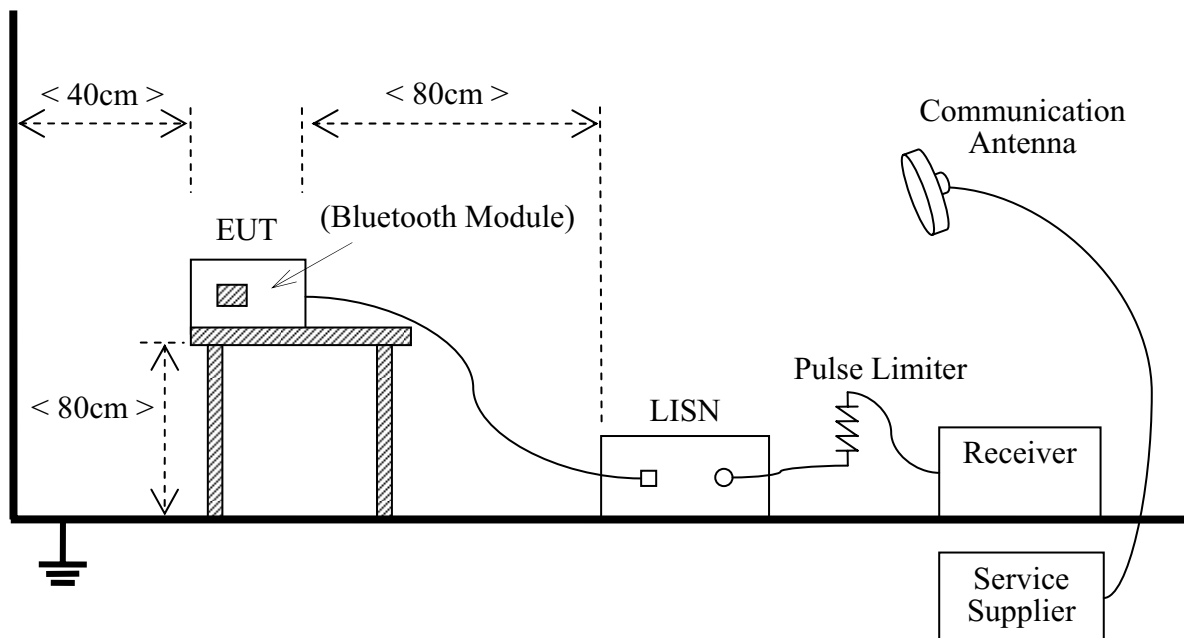 < 40cm >
< 80cm >
Communication
Antenna
(Bluetooth Module)
EUT
Pulse Limiter
< 80cm >
LISN
Receiver
Service
Supplier